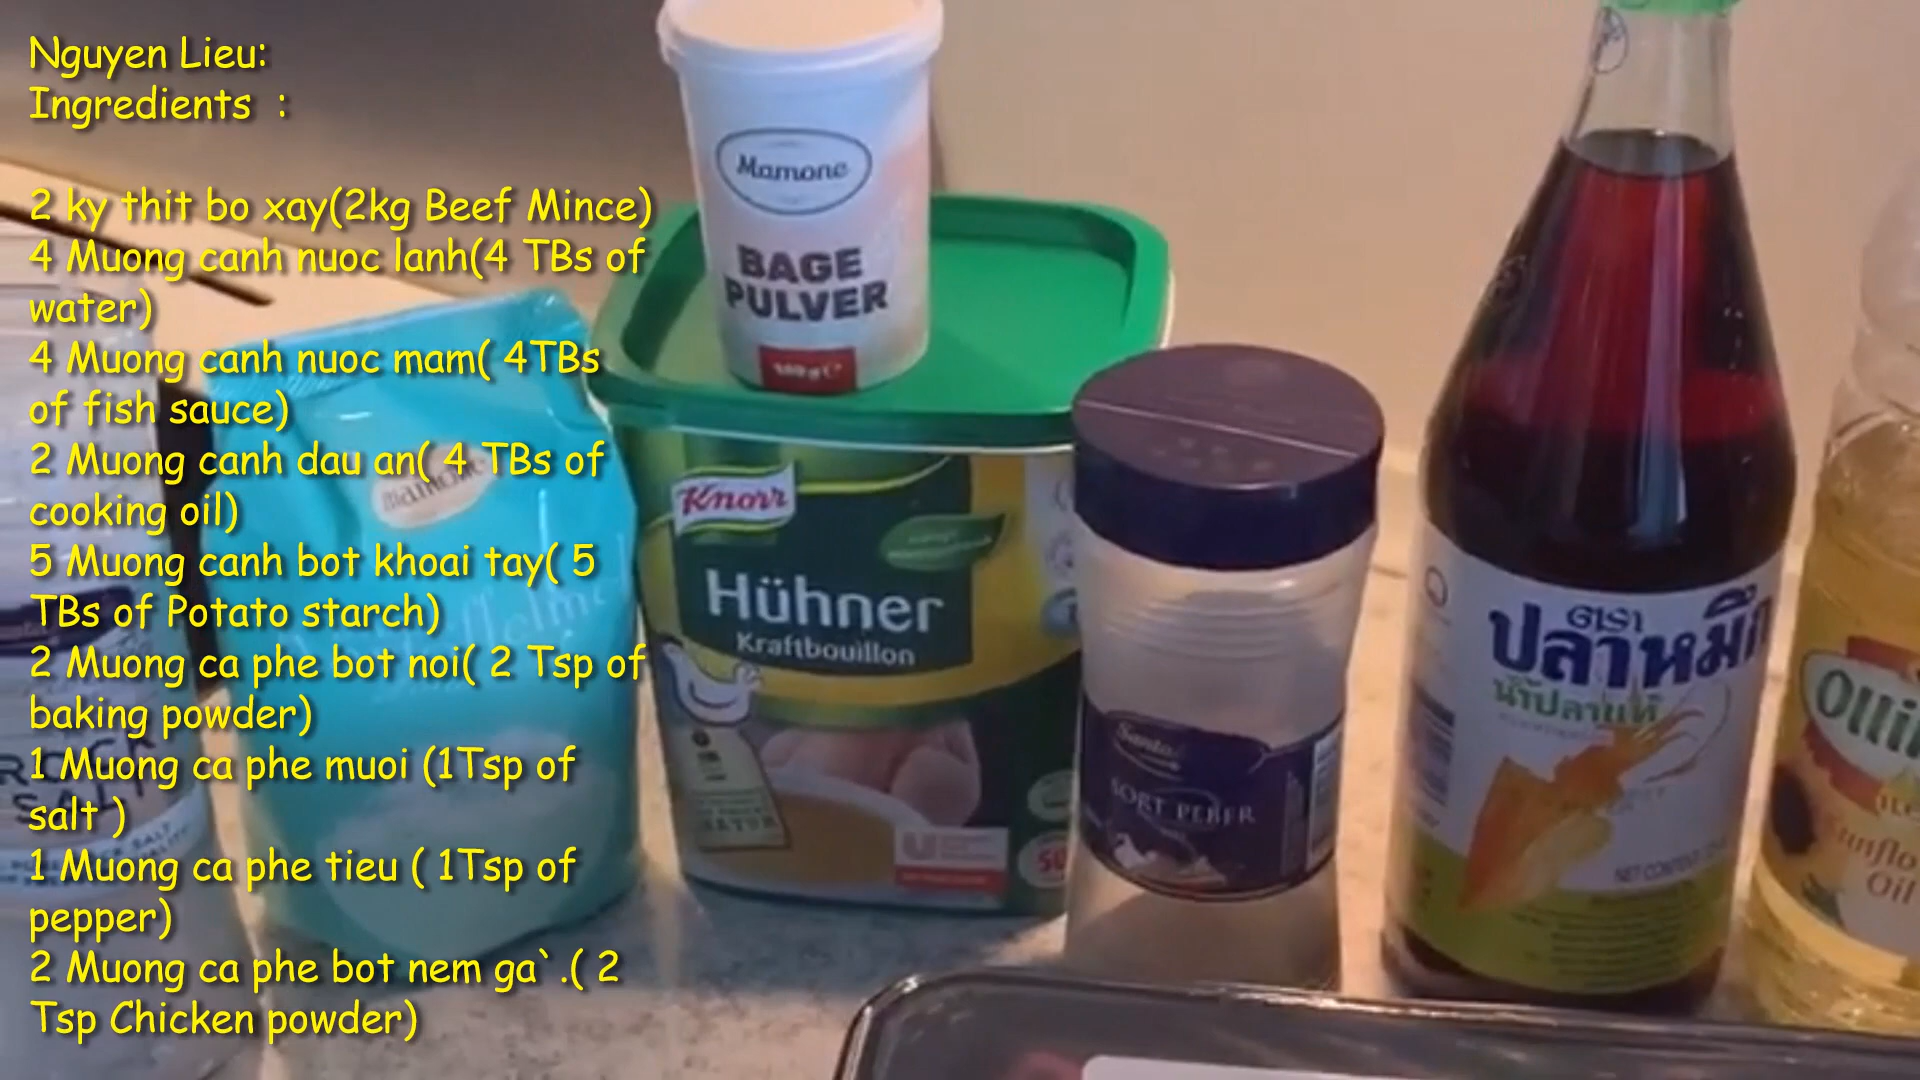 Nguyen Lieu:
Ingredients :
2 ky thit bo xay(2kg Beef Mince)
4 Muong canh nuoc lanh(4 TBs of
water)
4 Muong canh nuoc mam( 4TBs
of fish sauce)
2 Muong canh dau an( 4 TBs of
cooking oil)
5 Muong canh bot khoai tay( 5
TBs of Potato starch)
2 Muong ca phe bot noi( 2 Tsp of
baking powder)
1 Muong ca phe muoi (1Tsp of
salt )
1 Muong ca phe tieu ( 1Tsp of
pepper)
2 Muong ca phe bot nem ga`.( 2
Tsp Chicken powder)
Mamone
BAGE
PULVER
Knorr
Hühner
Kraftbouillon
SORT PEBER
ตรา
ปลาหมึก
น้ำปลาแท้
NET
Oil